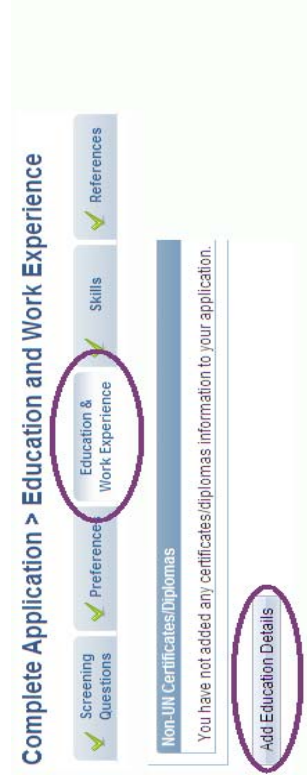 Complete Application > Education and Work Experience
Screening
Questions
Preferences
Education &
Work Experience
Skills
References
Non-UN Certificates/Diplomas
You have not added any certificates/diplomas information to your application.
Add Education Details